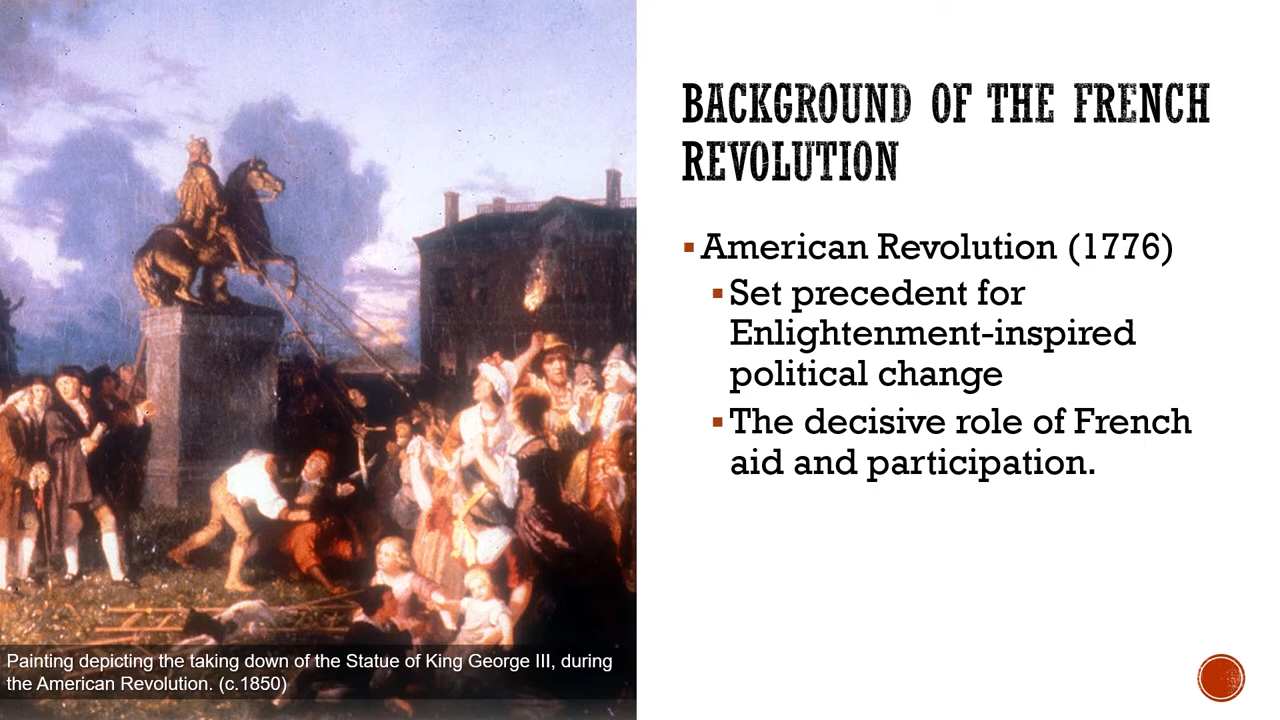 BACKGROUND OF THE FRENCH
REVOLUTION
American Revolution (1776)
Set precedent for
Enlightenment-inspired
political change
The decisive role of French
aid and participation.
Painting depicting the taking down of the Statue of King George III, during
the American Revolution. (c.1850)